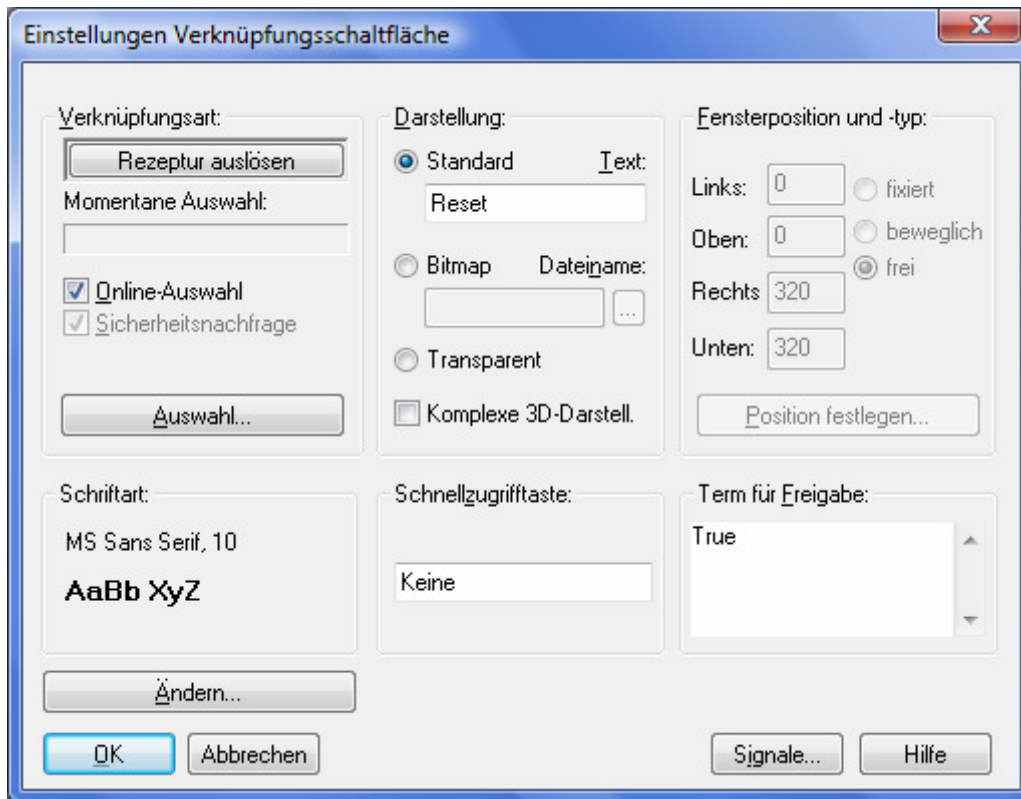 Einstellungen Verknüpfungsschaltfläche
Verknüpfungsart:
Rezeptur auslösen
Momentane Auswahl:
Online-Auswahl
Sicherheitsnachfrage
Auswahl...
Darstellung:
Standard Text:
Reset
Bitmap Dateiname:
...
Transparent
Komplexe 3D-Darstell.
Fensterposition und -typ:
Links: 0 fixiert
Oben: 0 beweglich
frei
Rechts 320
Unten: 320
Position festlegen...
Schriftart:
MS Sans Serif, 10
AaBb XyZ
Schnellzugrifftaste:
Keine
Term für Freigabe:
True
Ändern...
OK Abbrechen Signale... Hilfe